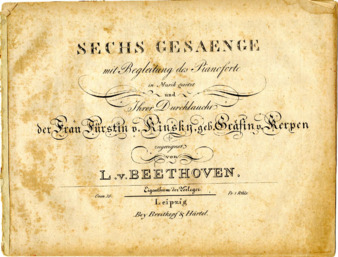 SECHS GESAENGE
mit Begleitung des Pianoforte
in Musik gesetzt
und
Ihrer Durchlaucht
der Frau Fürstin v. Kinsky, geb. Gräfin v. Kerpen
zugeeignet
von
L. v. BEETHOVEN.
Eigenthum der Verleger.
Leipzig
Bey Breitkopf & Härtel.